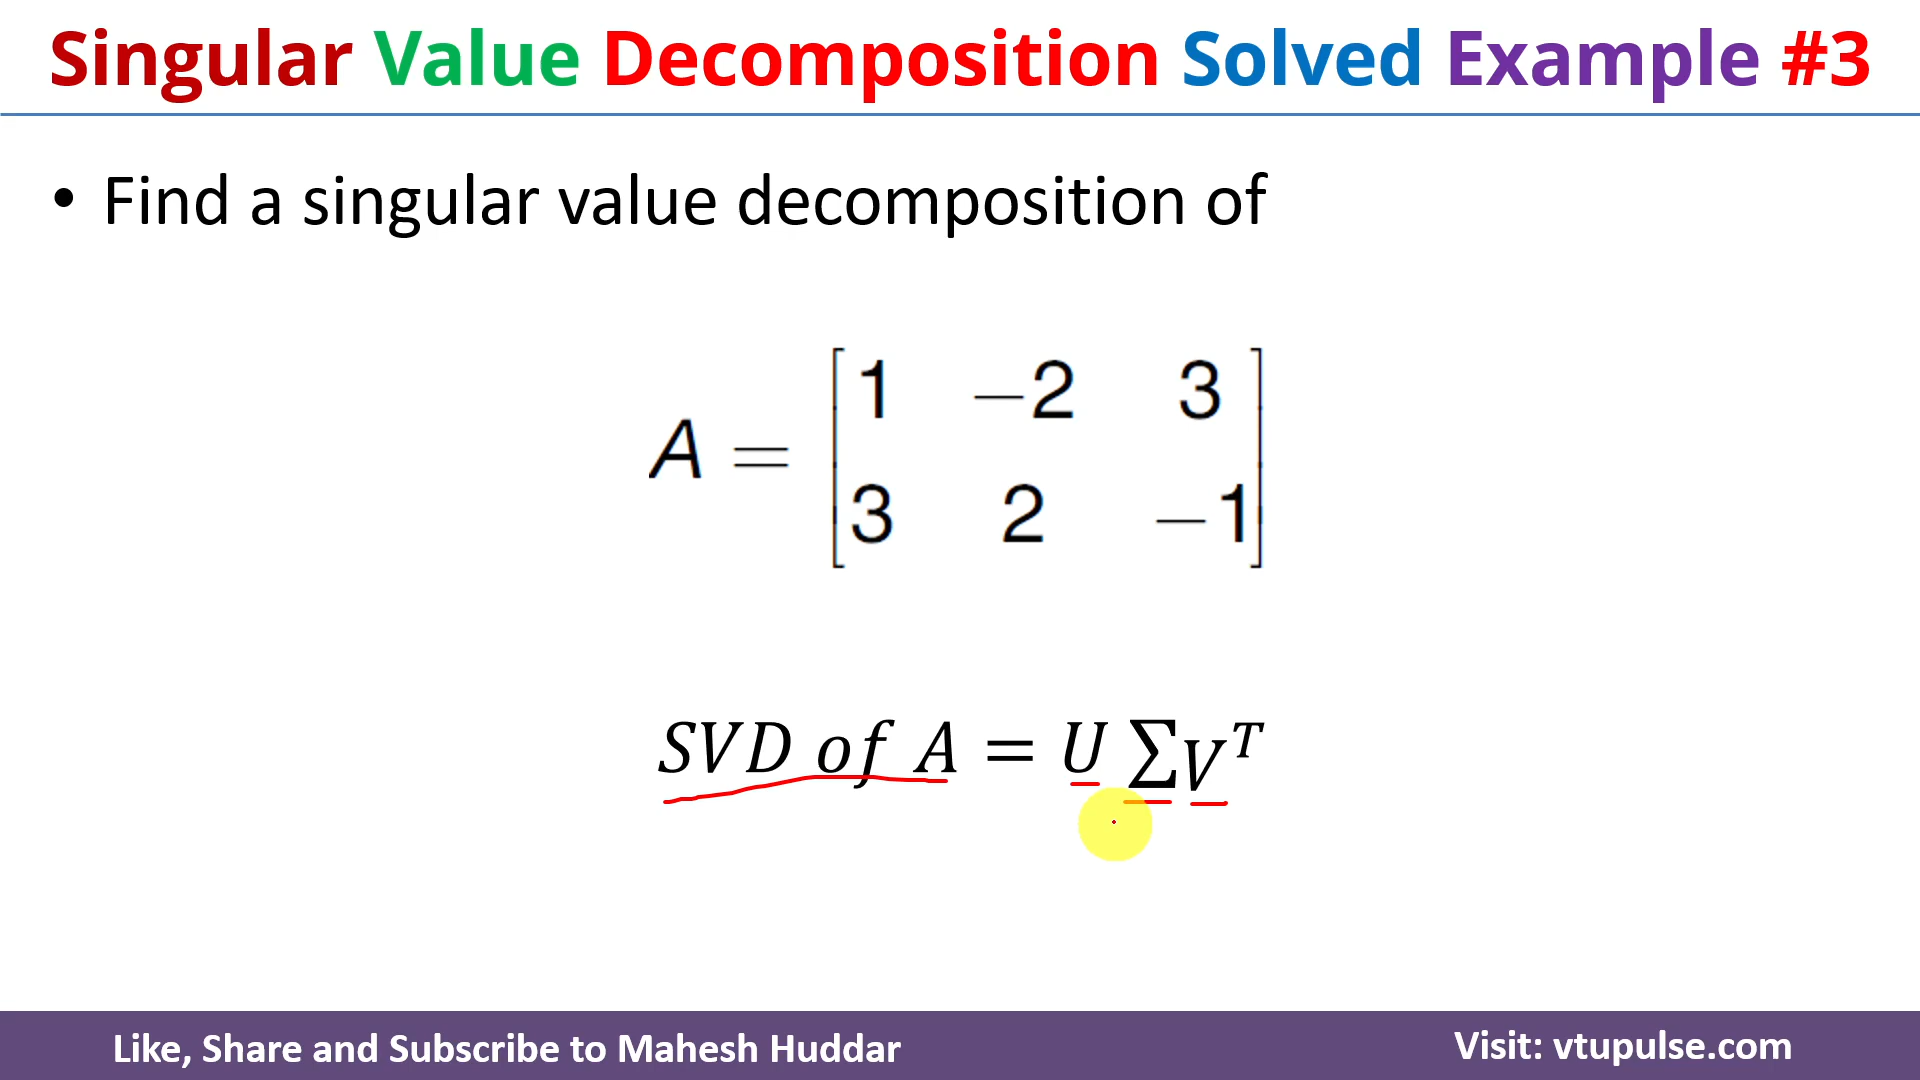 Singular Value Decomposition Solved Example #3
• Find a singular value decomposition of
A = [1 −2 3
3 2 −1]
SVD of A = U ∑V^T
Like, Share and Subscribe to Mahesh Huddar
Visit: vtupulse.com